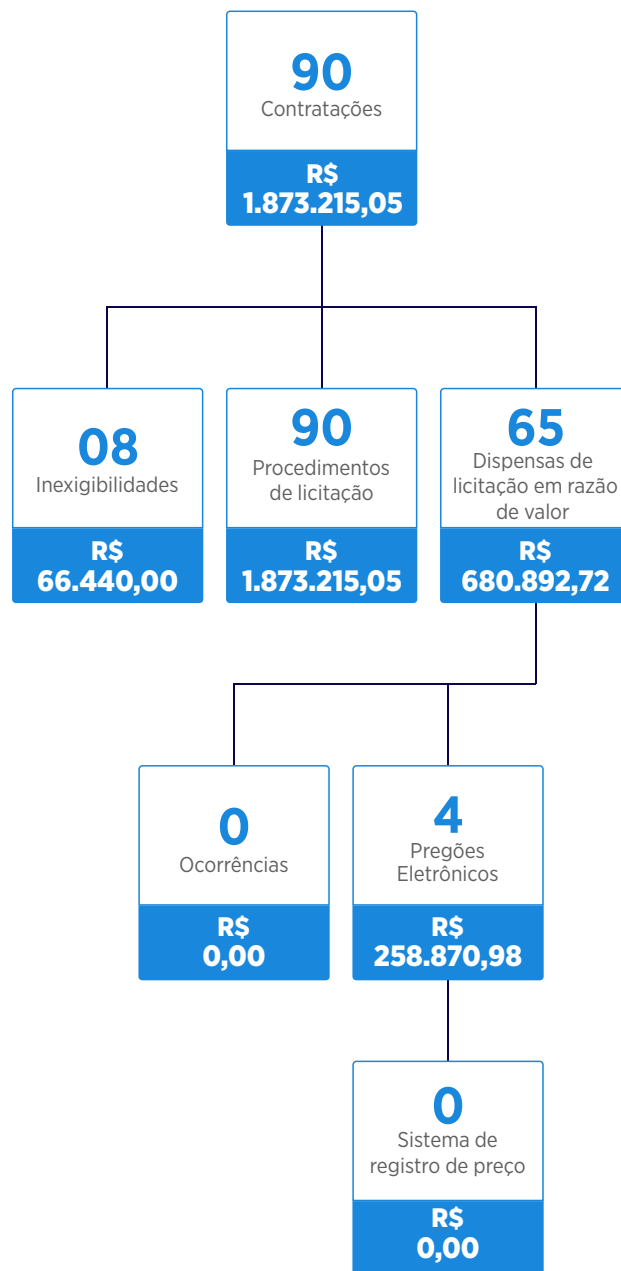 90
Contratações
R$
1.873.215,05
08
Inexigibilidades
R$
66.440,00
90
Procedimentos
de licitação
R$
1.873.215,05
65
Dispensas de
licitação em razão
de valor
R$
680.892,72
0
Ocorrências
R$
0,00
4
Pregões
Eletrônicos
R$
258.870,98
0
Sistema de
registro de preço
R$
0,00